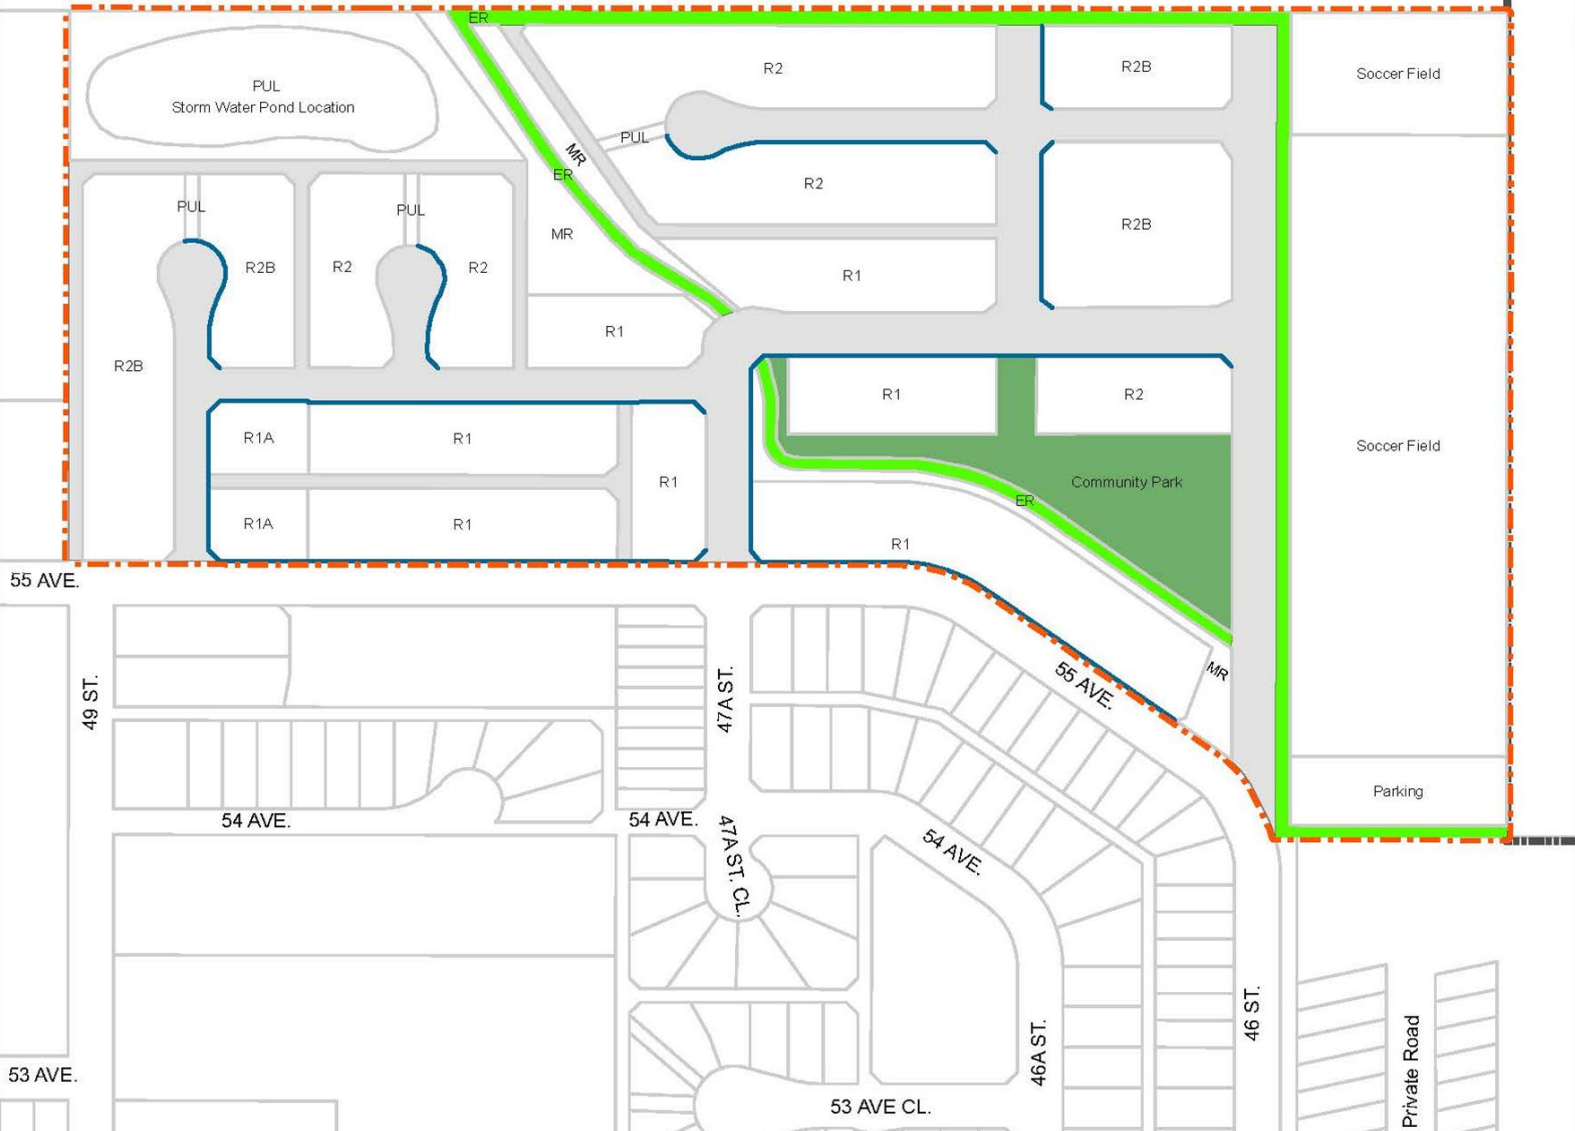 ER
R2
R2B
Soccer Field
PUL
Storm Water Pond Location
PUL
MR
ER
R2
PUL
PUL
MR
R2B
R2B
R2
R2
R1
R1
R2B
R1
R2
R1A
R1
Soccer Field
R1
Community Park
ER
R1A
R1
R1
55 AVE.
MR
55 AVE.
49 ST.
47A ST.
Parking
54 AVE.
54 AVE.
47A ST. CL.
54 AVE.
46 ST.
46A ST.
Private Road
53 AVE.
53 AVE CL.